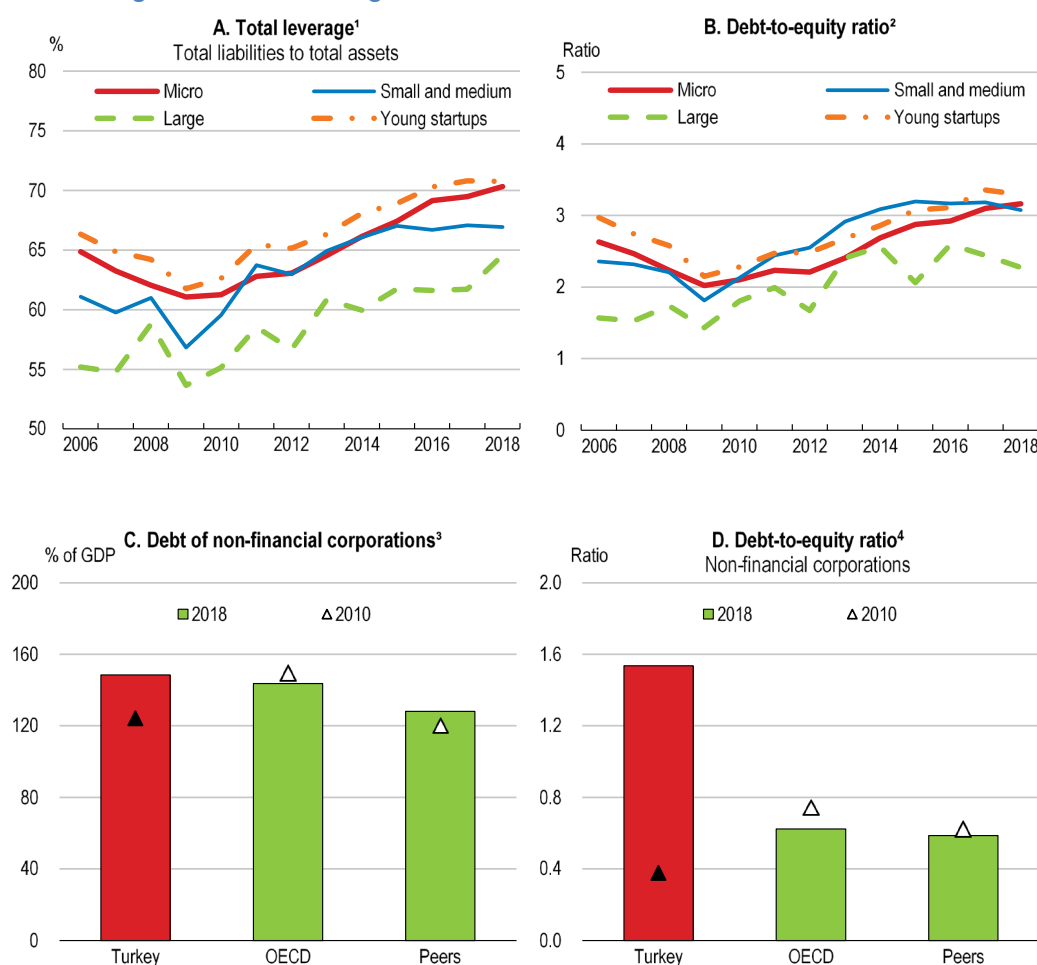 A. Total leverage¹
%
Total liabilities to total assets
80
75
70
65
60
55
50
Micro
Small and medium
Large
Young startups
2006 2008 2010 2012 2014 2016 2018
B. Debt-to-equity ratio²
Ratio
5
4
3
2
1
0
Micro
Small and medium
Large
Young startups
2006 2008 2010 2012 2014 2016 2018
C. Debt of non-financial corporations³
% of GDP
200
160
120
80
40
0
2018
2010
Turkey OECD Peers
D. Debt-to-equity ratio⁴
Ratio
Non-financial corporations
2.0
1.6
1.2
0.8
0.4
0.0
2018
2010
Turkey OECD Peers